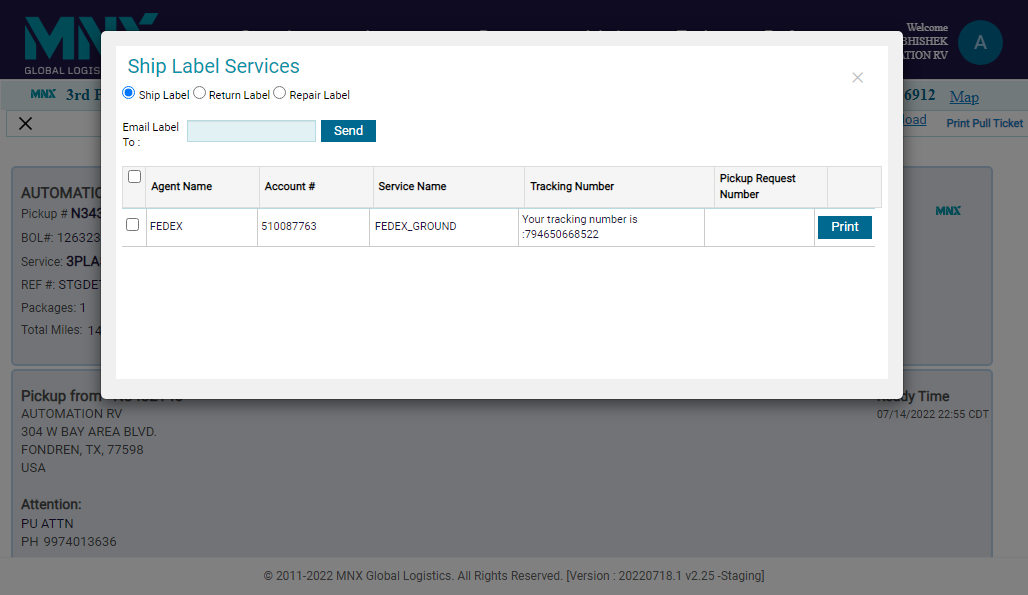 MNX
GLOBAL LOGIS
Welcome
BHISHEK
TION RV
A
MNX 3rd P
6912 Map
oad Print Pull Ticket
Ship Label Services
Ship Label Return Label Repair Label
Email Label To : Send
Agent Name Account # Service Name Tracking Number Pickup Request Number
FEDEX 510087763 FEDEX_GROUND Your tracking number is :794650668522 Print
AUTOMATIO
Pickup # N343
BOL#: 126323
Service: 3PLA
REF #: STGDE
Packages: 1
Total Miles: 14
MNX
Pickup from
Ready Time
AUTOMATION RV
07/14/2022 22:55 CDT
304 W BAY AREA BLVD.
FONDREN, TX, 77598
USA
Attention:
PU ATTN
PH 9974013636
© 2011-2022 MNX Global Logistics. All Rights Reserved. [Version : 20220718.1 v2.25 -Staging]